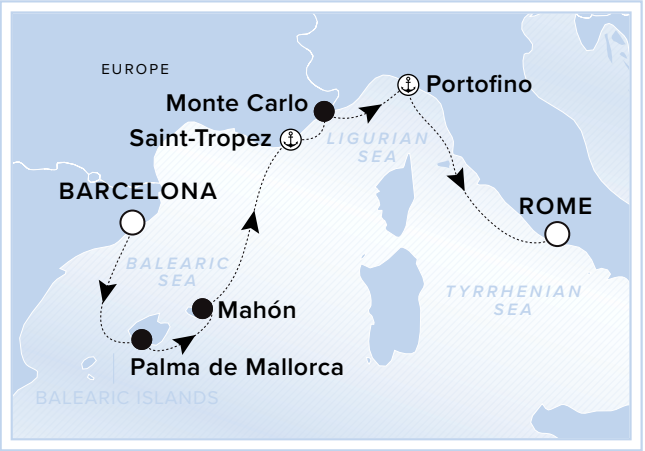 EUROPE
Portofino
Monte Carlo
Saint-Tropez
LIGURIAN
SEA
BARCELONA
ROME
BALEARIC
SEA
TYRRHENIAN
SEA
Mahón
Palma de Mallorca
BALEARIC ISLANDS